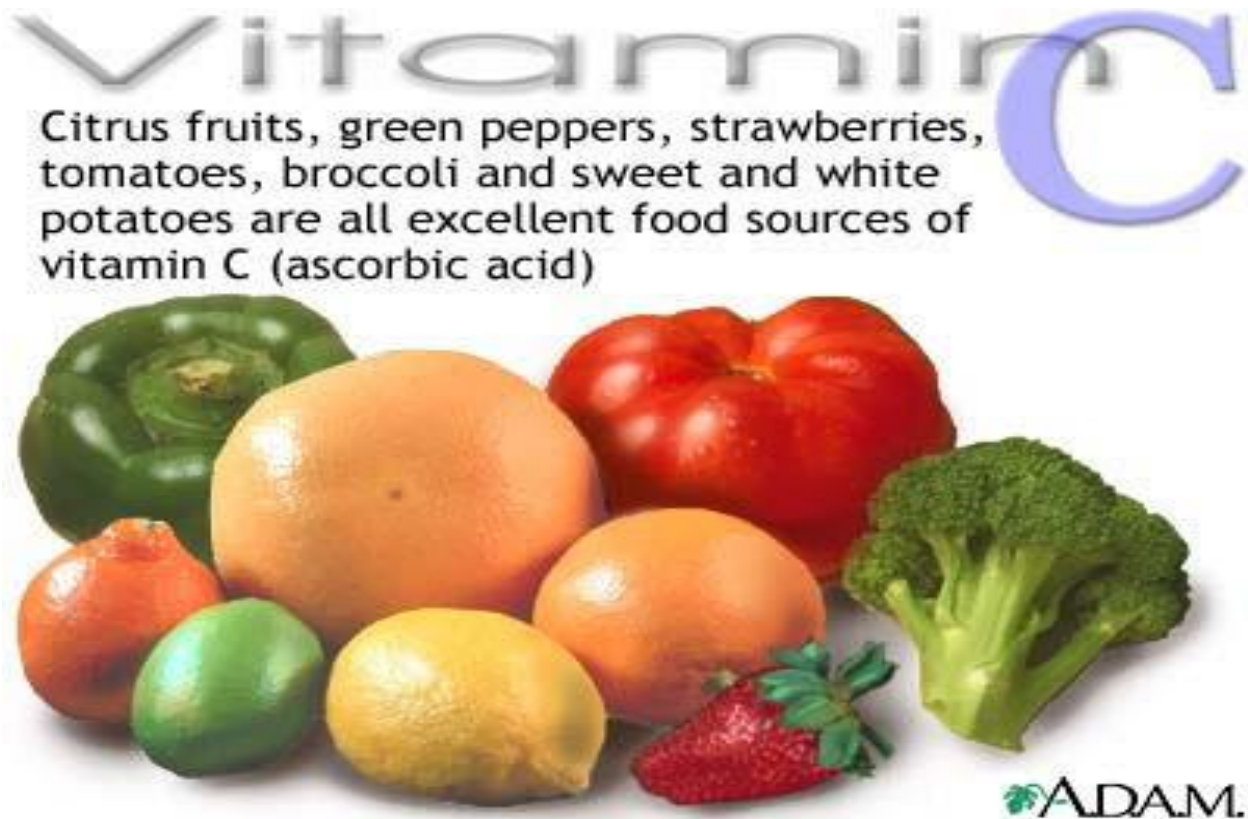 Vitamin C
Citrus fruits, green peppers, strawberries,
tomatoes, broccoli and sweet and white
potatoes are all excellent food sources of
vitamin C (ascorbic acid)
A.D.A.M.